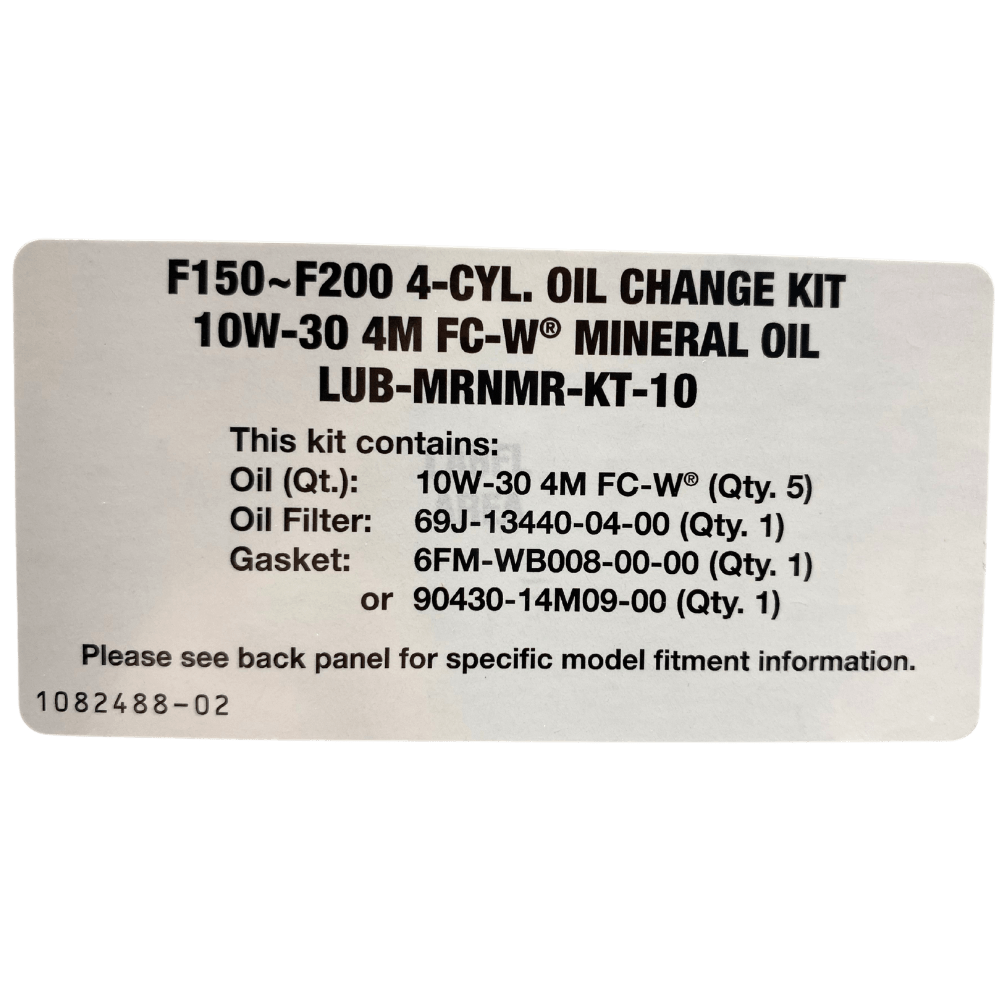 F150~F200 4-CYL. OIL CHANGE KIT
10W-30 4M FC-W® MINERAL OIL
LUB-MRNMR-KT-10
This kit contains:
Oil (Qt.): 10W-30 4M FC-W® (Qty. 5)
Oil Filter: 69J-13440-04-00 (Qty. 1)
Gasket: 6FM-WB008-00-00 (Qty. 1)
or 90430-14M09-00 (Qty. 1)
Please see back panel for specific model fitment information.
1082488-02